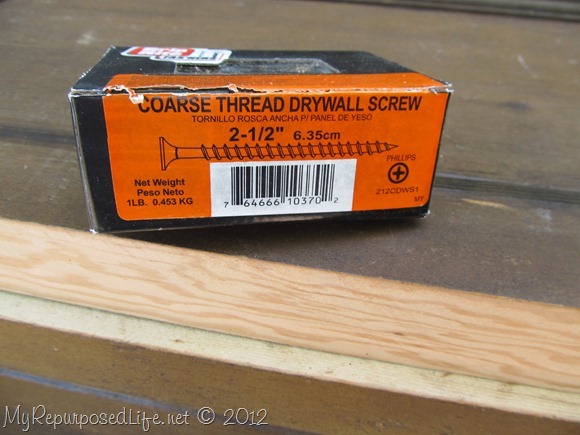 COARSE THREAD DRYWALL SCREW
TORNILLO ROSCA ANCHA P/ PANEL DE YESO
2-1/2" 6.35cm
PHILLIPS
Net Weight
Peso Neto
1LB. 0.453 KG
212CDWS1
7 64666 10370 2
MY
MyRepurposedLife.net © 2012